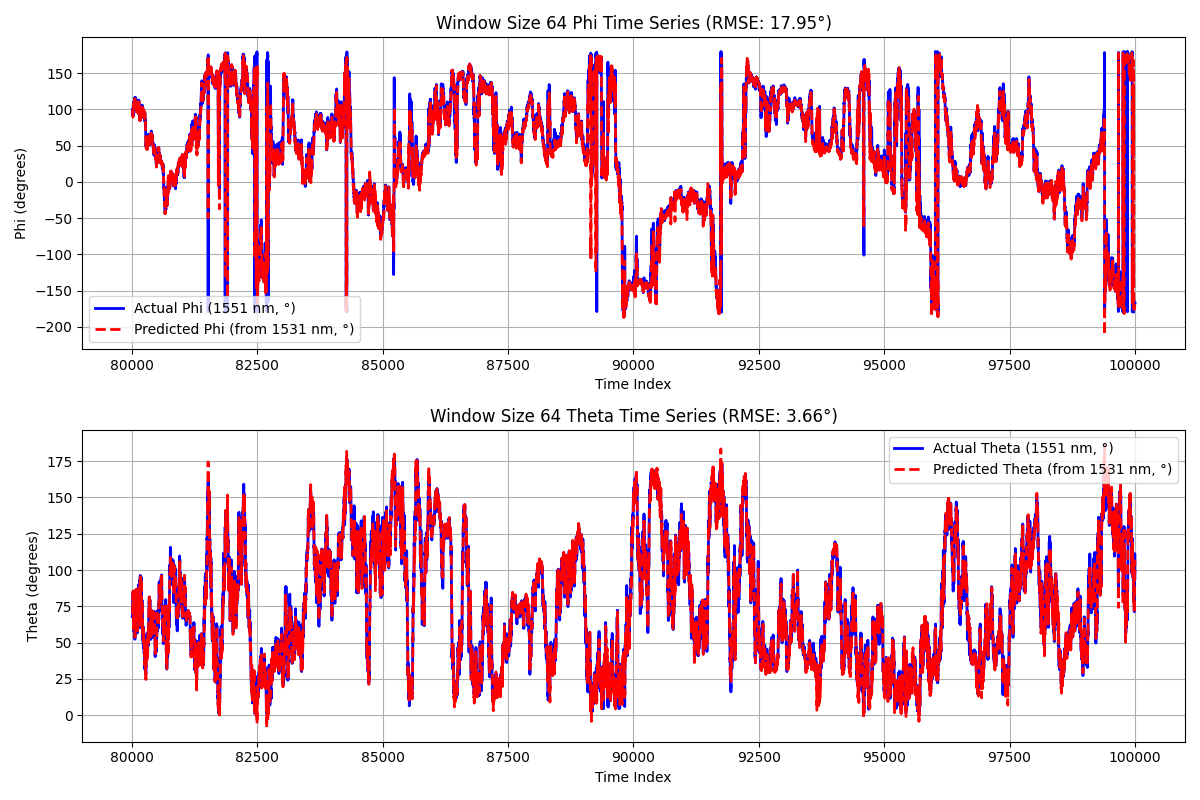 Window Size 64 Phi Time Series (RMSE: 17.95°)
Phi (degrees)
150
100
50
0
−50
−100
−150
−200
Actual Phi (1551 nm, °)
Predicted Phi (from 1531 nm, °)
80000 82500 85000 87500 90000 92500 95000 97500 100000
Time Index
Window Size 64 Theta Time Series (RMSE: 3.66°)
Theta (degrees)
175
150
125
100
75
50
25
0
Actual Theta (1551 nm, °)
Predicted Theta (from 1531 nm, °)
80000 82500 85000 87500 90000 92500 95000 97500 100000
Time Index